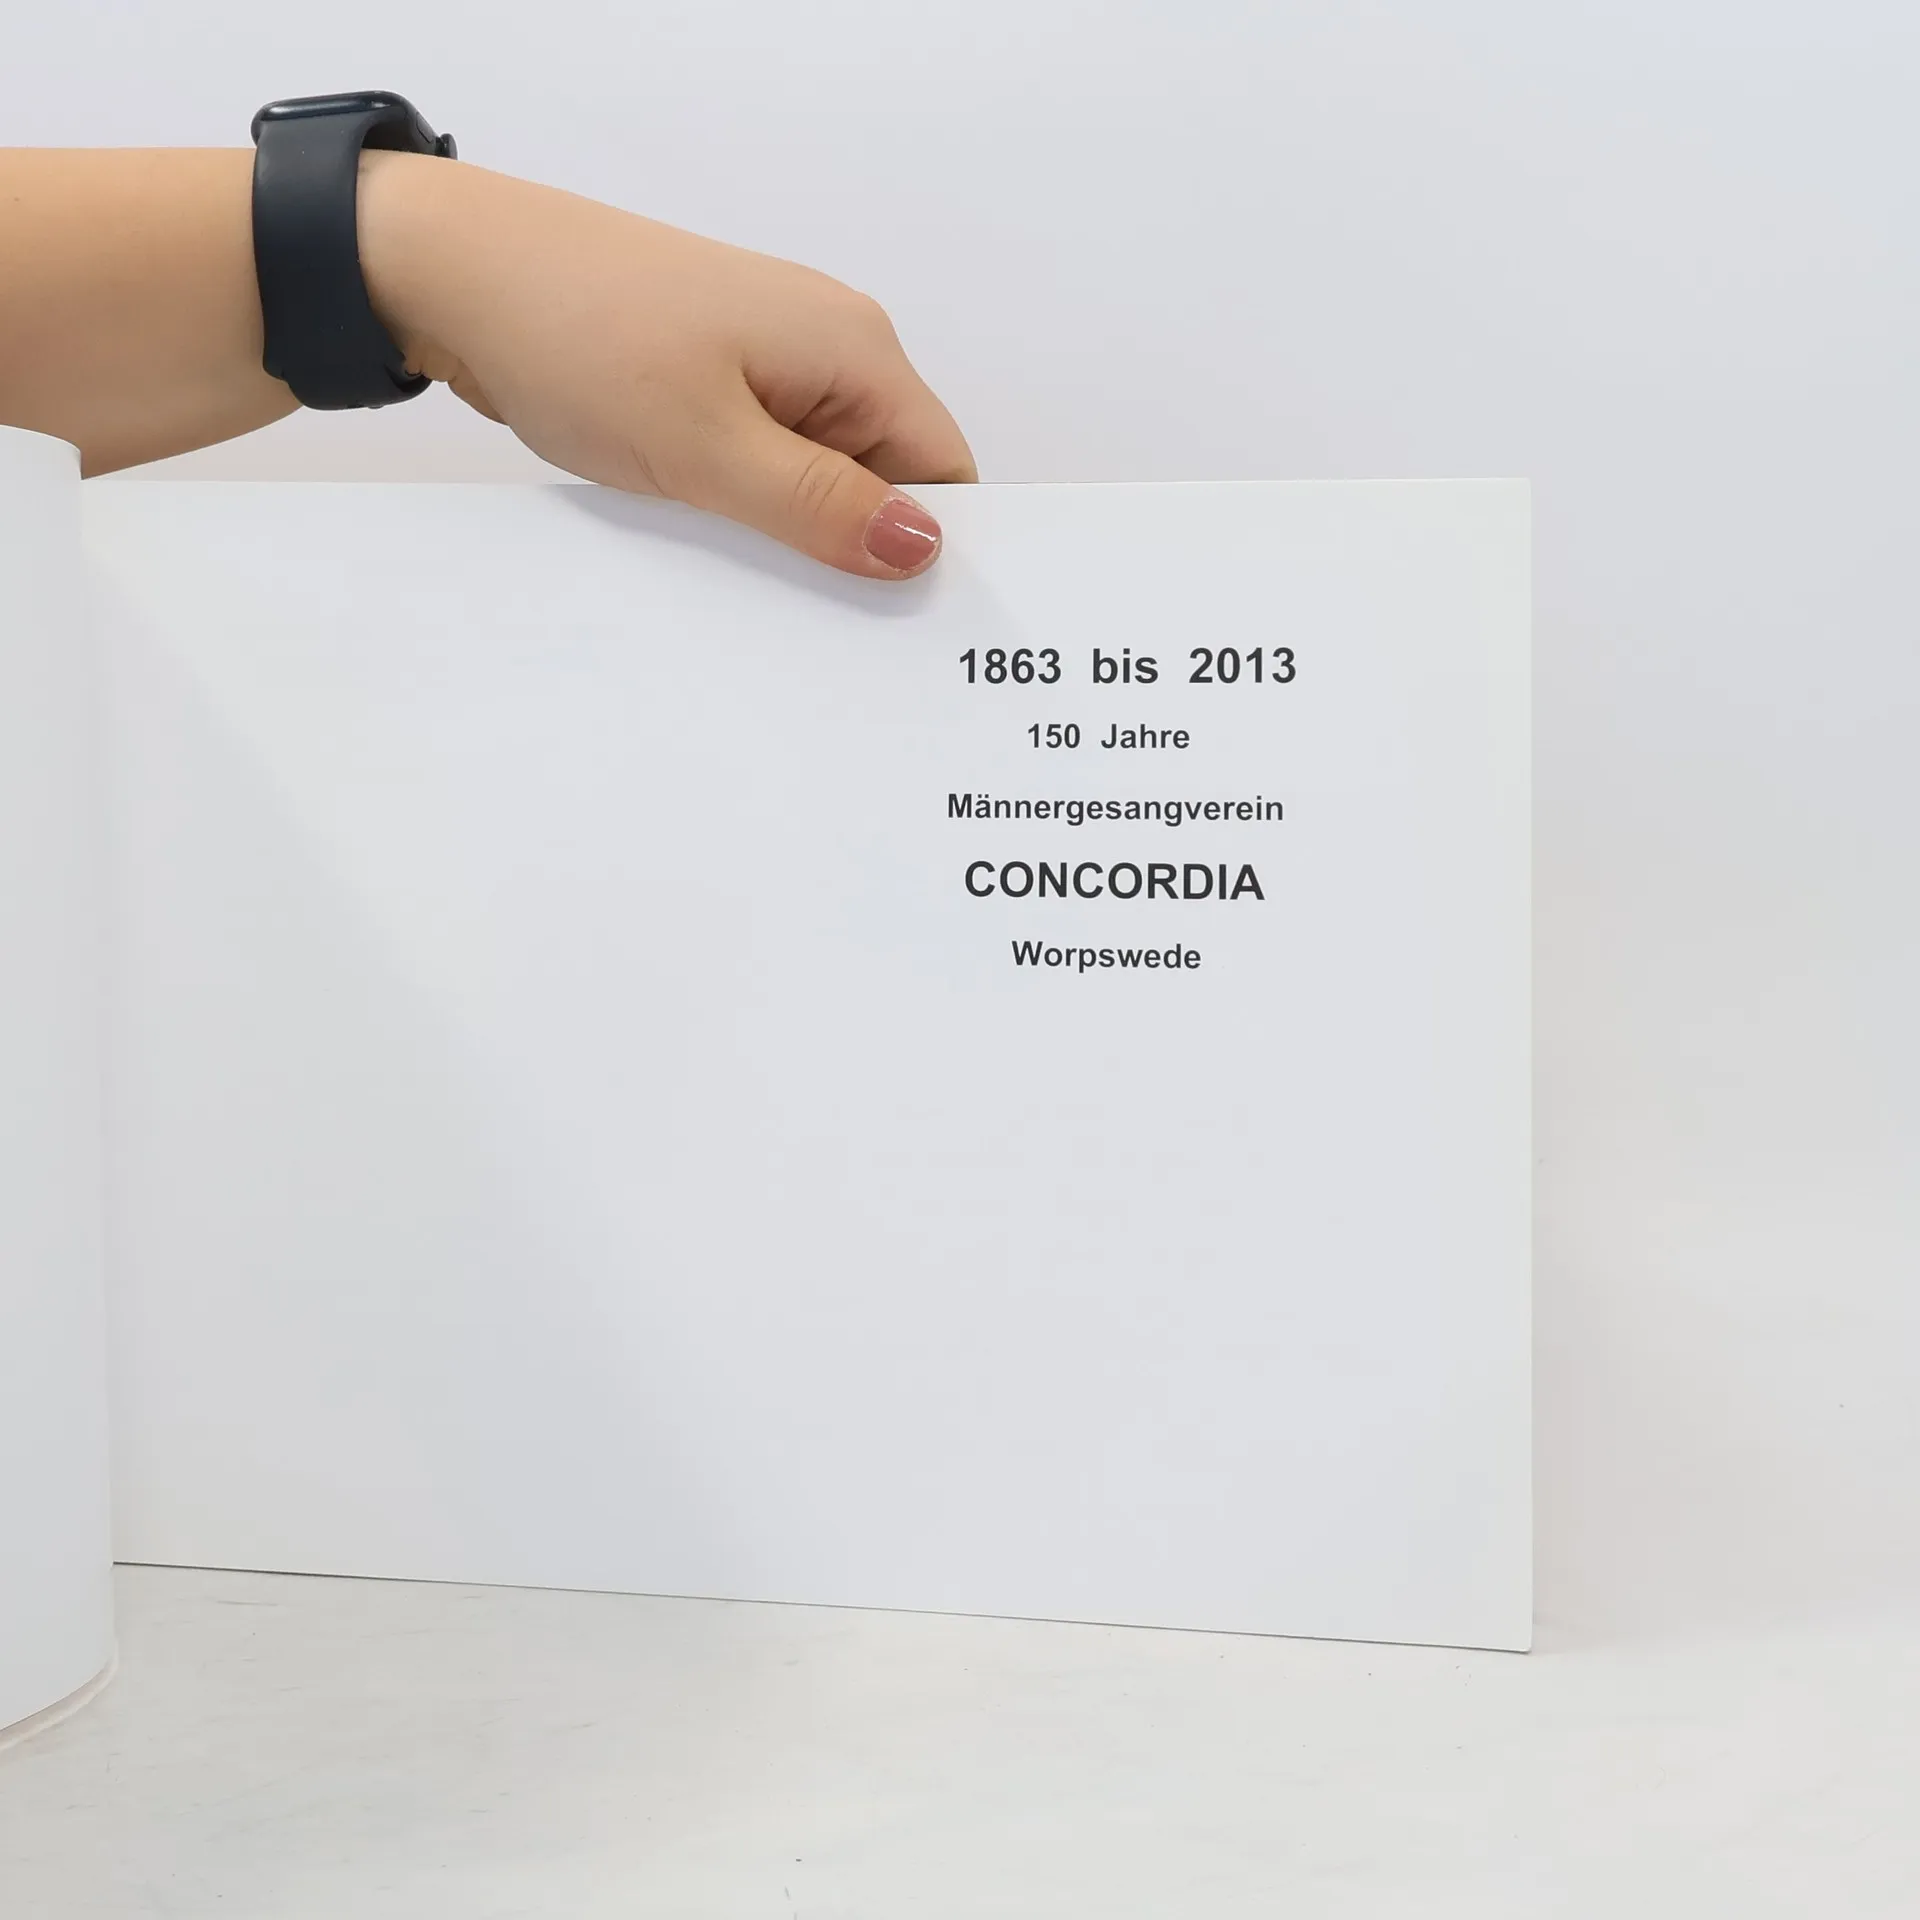 1863 bis 2013
150 Jahre
Männergesangverein
CONCORDIA
Worpswede